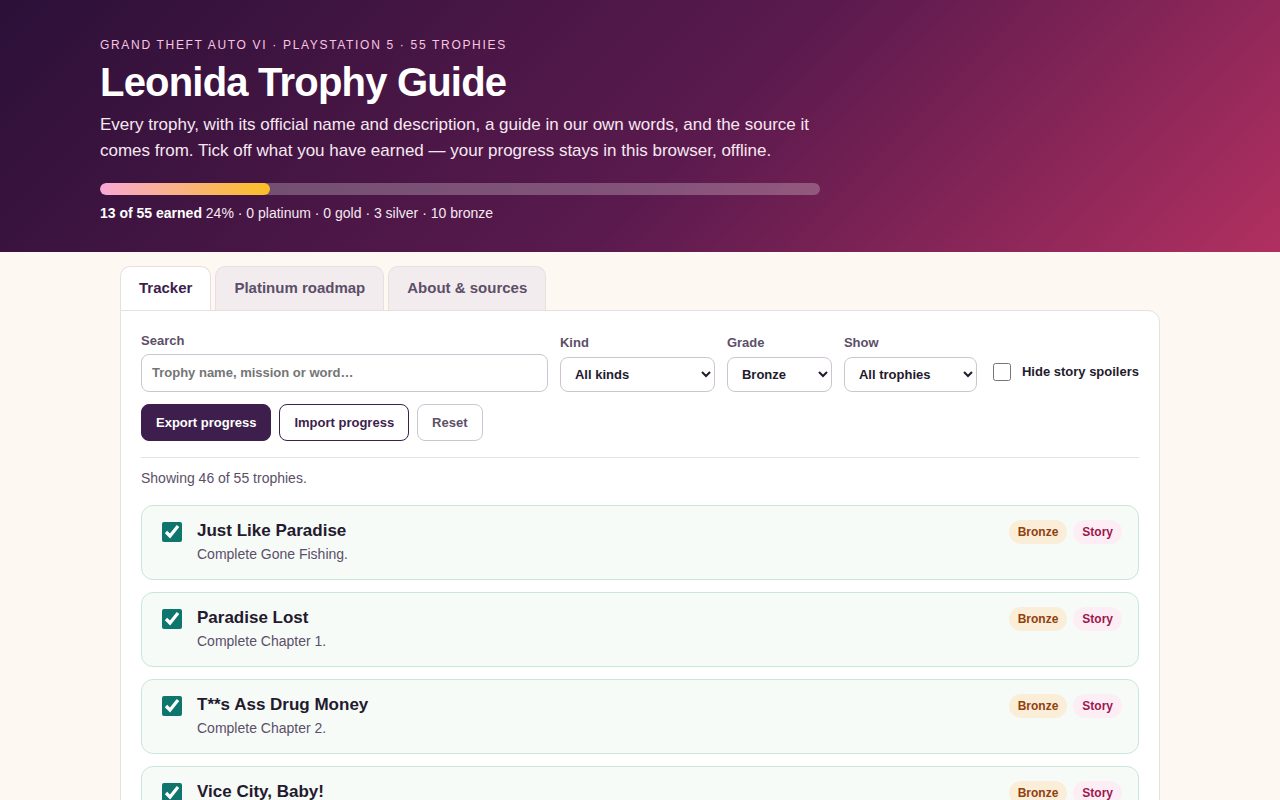 GRAND THEFT AUTO VI · PLAYSTATION 5 · 55 TROPHIES
Leonida Trophy Guide
Every trophy, with its official name and description, a guide in our own words, and the source it
comes from. Tick off what you have earned — your progress stays in this browser, offline.
13 of 55 earned 24% · 0 platinum · 0 gold · 3 silver · 10 bronze
Tracker
Platinum roadmap
About & sources
Search
Kind
Grade
Show
Trophy name, mission or word…
All kinds
Bronze
All trophies
Hide story spoilers
Export progress
Import progress
Reset
Showing 46 of 55 trophies.
Just Like Paradise
Bronze
Story
Complete Gone Fishing.
Paradise Lost
Bronze
Story
Complete Chapter 1.
T**s Ass Drug Money
Bronze
Story
Complete Chapter 2.
Vice City, Baby!
Bronze
Story